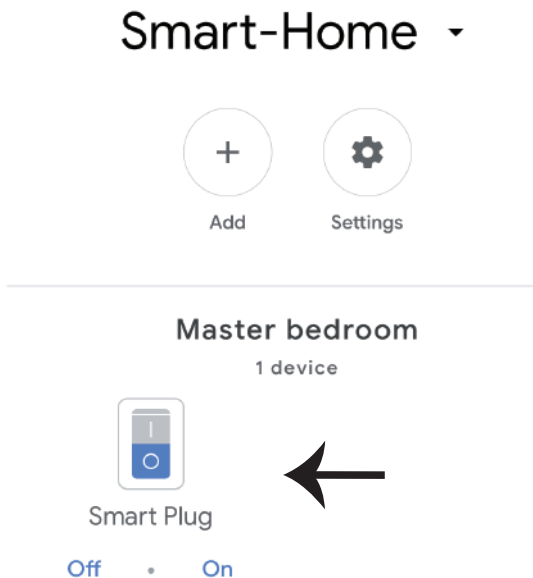 Smart-Home
Add Settings
Master bedroom
1 device
Smart Plug
Off • On